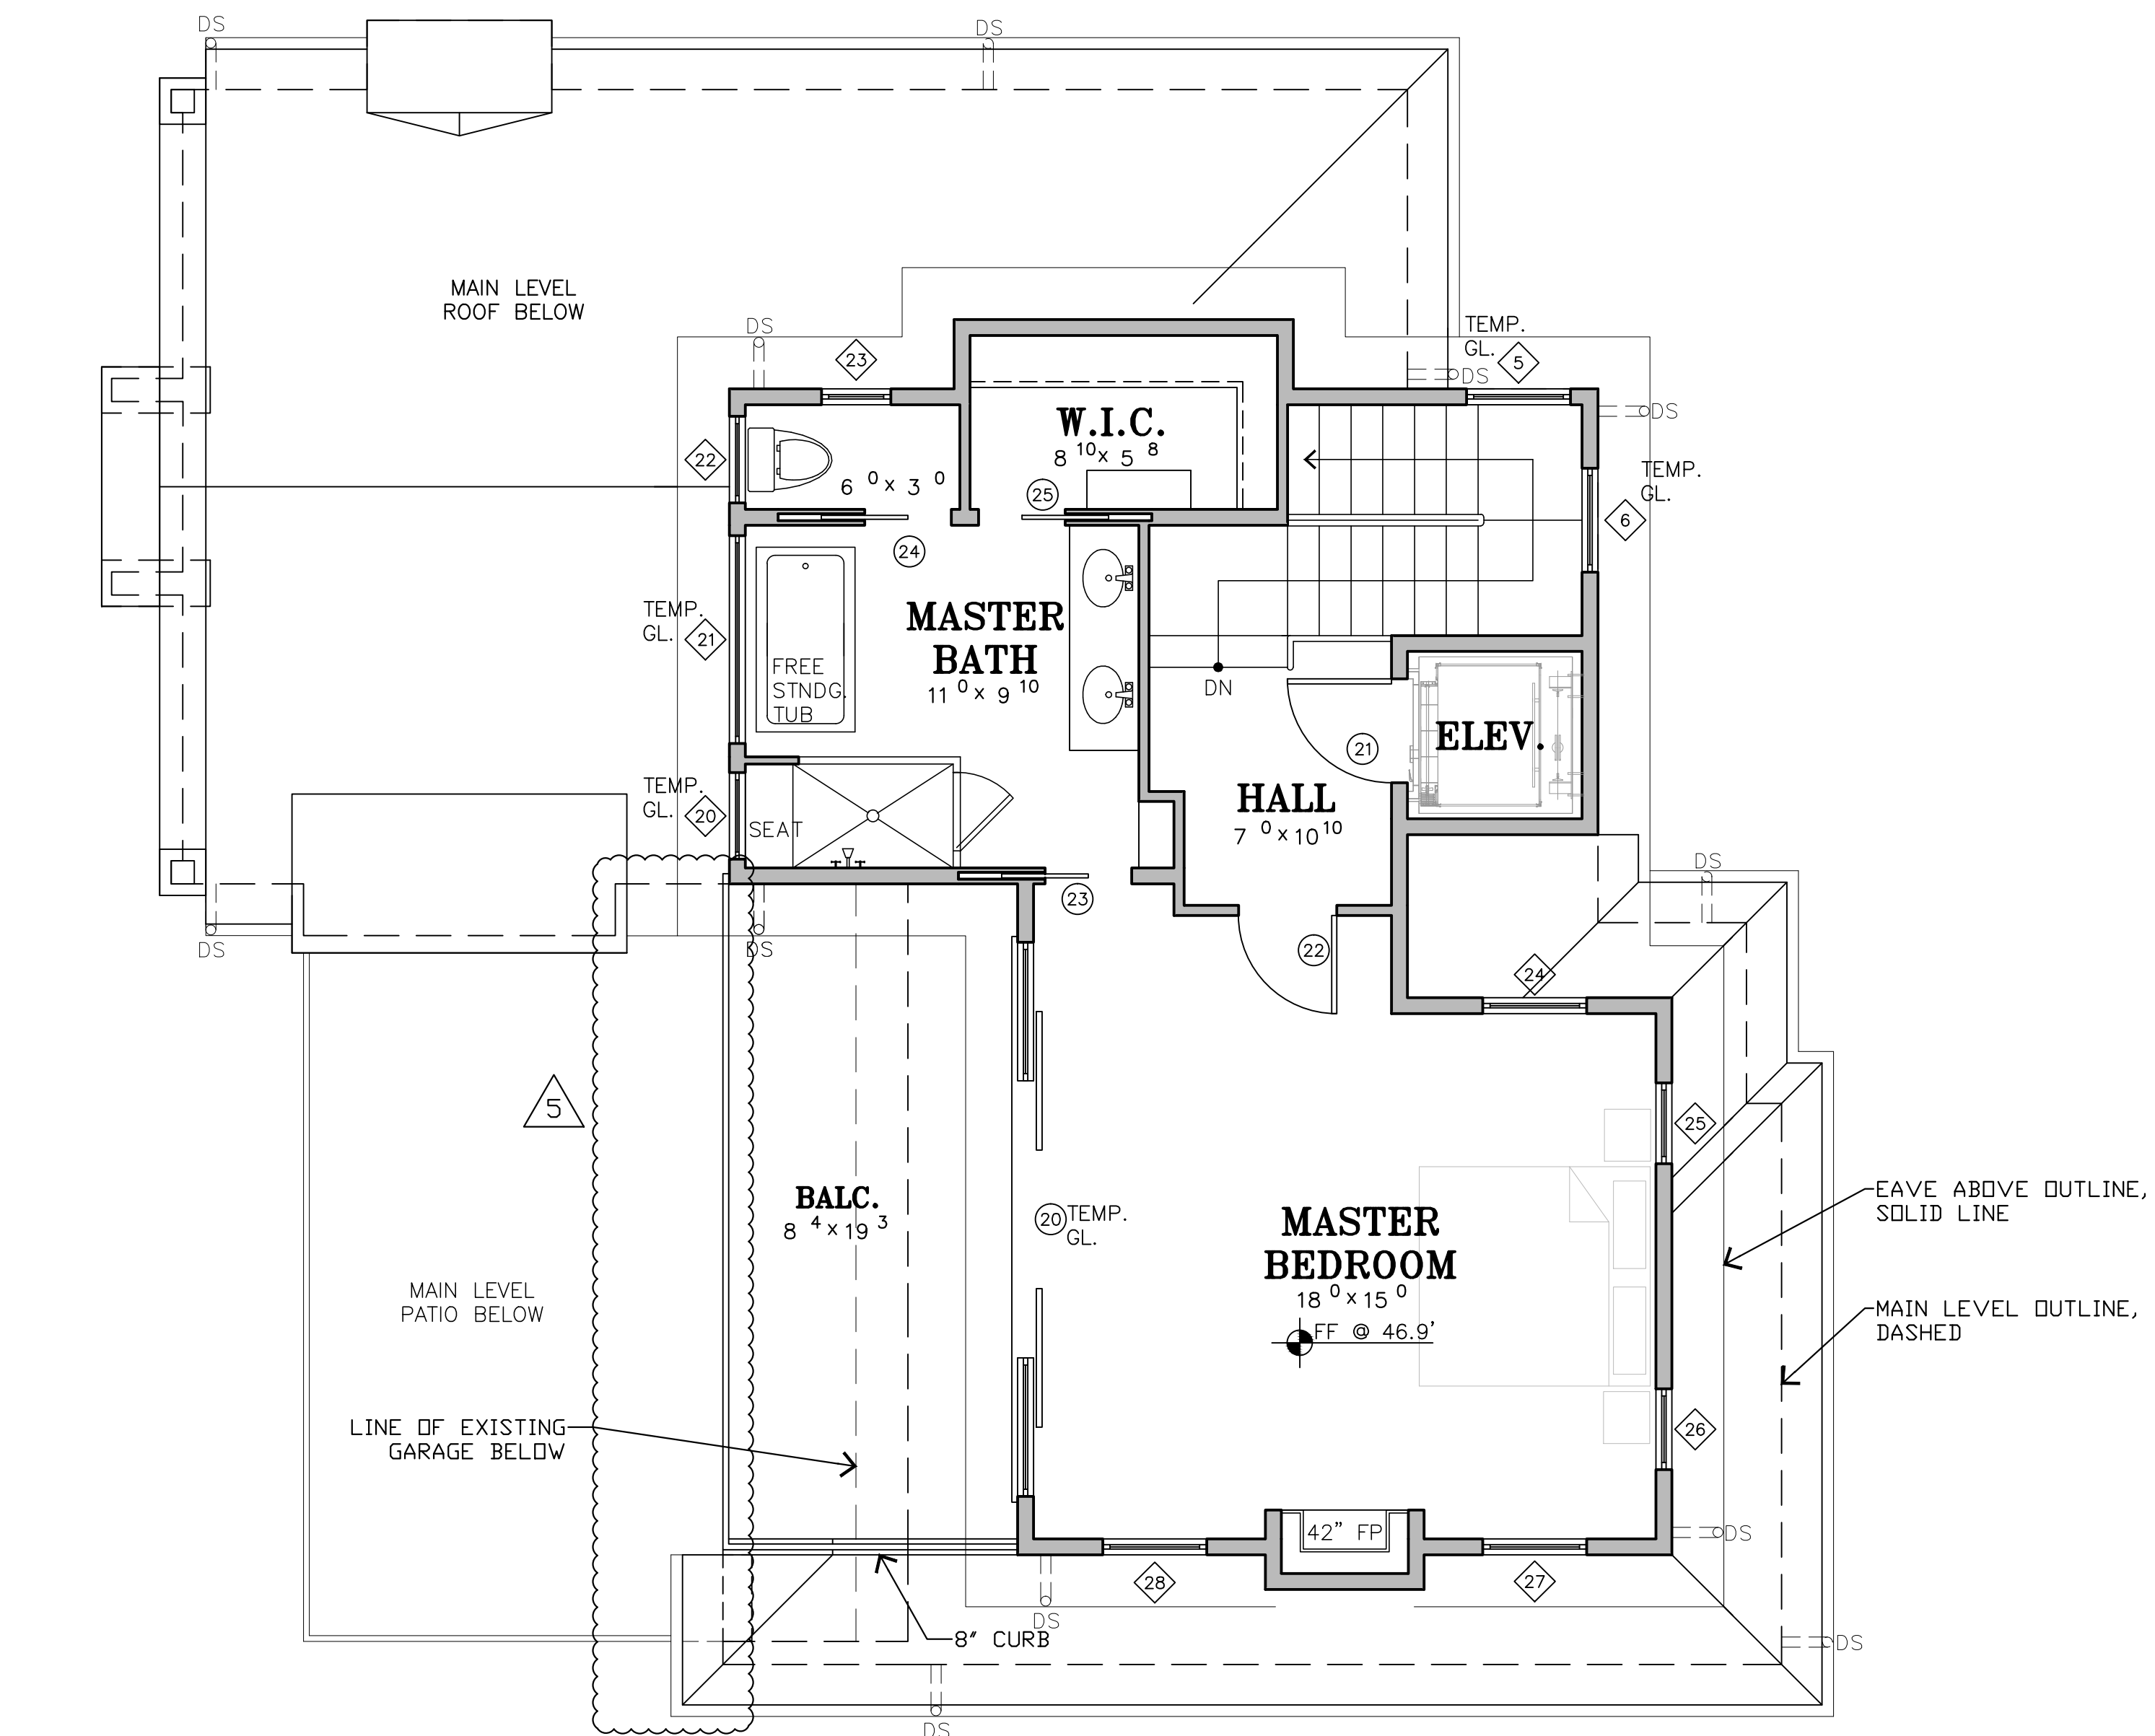 DS
DS
MAIN LEVEL
ROOF BELOW
DS
23
TEMP.
GL.
5
DS
DS
22
W.I.C.
8 10 x 5 8
6 0 x 3 0
25
TEMP.
GL.
6
24
TEMP.
GL.
21
MASTER
BATH
11 0 x 9 10
FREE
STNDG.
TUB
DN
ELEV.
21
TEMP.
GL.
20
SEAT
HALL
7 0 x 10 10
DS
23
DS
DS
22
24
5
25
BALC.
8 4 x 19 3
20
TEMP.
GL.
MASTER
BEDROOM
18 0 x 15 0
FF @ 46.9'
EAVE ABOVE OUTLINE,
SOLID LINE
MAIN LEVEL
PATIO BELOW
MAIN LEVEL OUTLINE,
DASHED
LINE OF EXISTING
GARAGE BELOW
26
42" FP
DS
28
27
DS
8" CURB
DS
DS